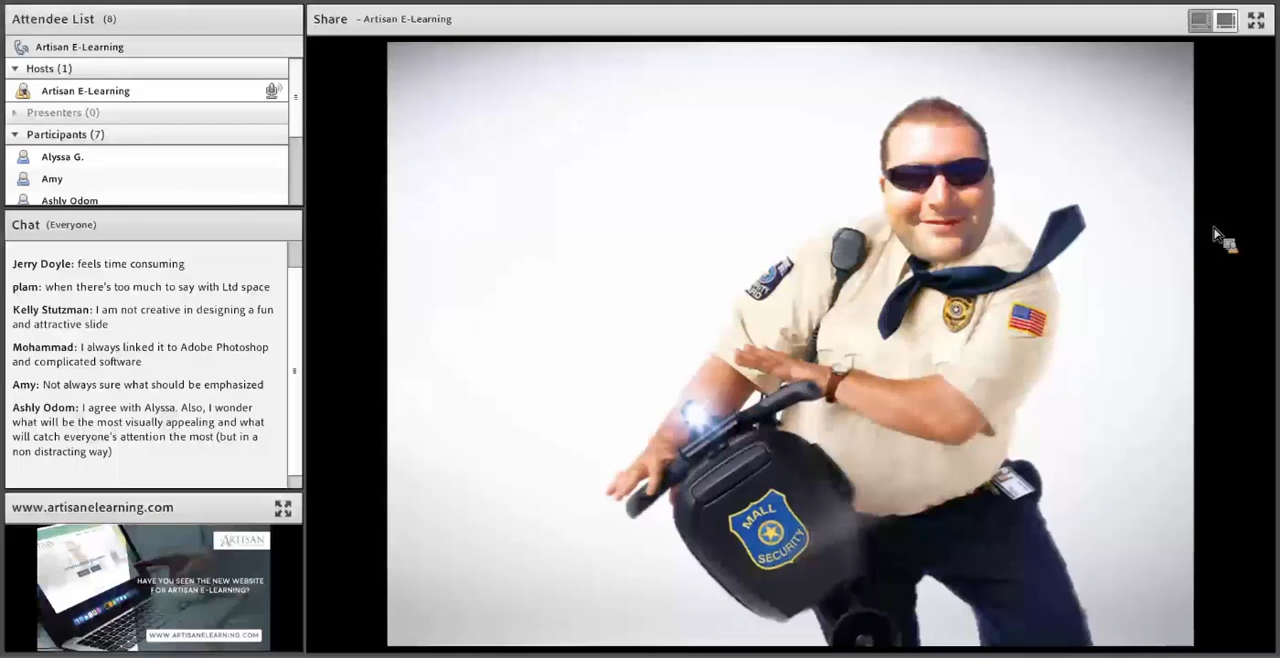 Attendee List (8)
Artisan E-Learning
Hosts (1)
Artisan E-Learning
Presenters (0)
Participants (7)
Alyssa G.
Amy
Ashly Odom
Chat (Everyone)
Jerry Doyle: feels time consuming
plam: when there's too much to say with Ltd space
Kelly Stutzman: I am not creative in designing a fun
and attractive slide
Mohammad: I always linked it to Adobe Photoshop
and complicated software
Amy: Not always sure what should be emphasized
Ashly Odom: I agree with Alyssa. Also, I wonder
what will be the most visually appealing and what
will catch everyone's attention the most (but in a
non distracting way)
www.artisanelearning.com
ARTISAN
HAVE YOU SEEN THE NEW WEBSITE
FOR ARTISAN E-LEARNING?
WWW.ARTISANELEARNING.COM
Share - Artisan E-Learning
MALL
SECURITY